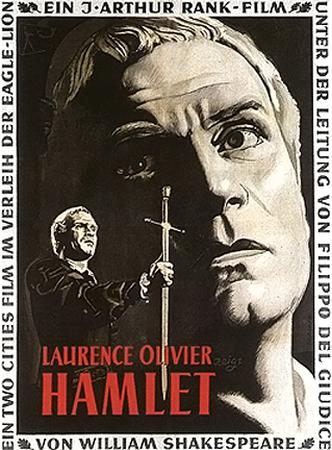 EIN J·ARTHUR RANK-FILM
UNTER DER LEITUNG VON FILIPPO DEL GIUDICE
EIN TWO CITIES FILM IM VERLEIH DER EAGLE-LION
LAURENCE OLIVIER
zeigt
HAMLET
VON WILLIAM SHAKESPEARE